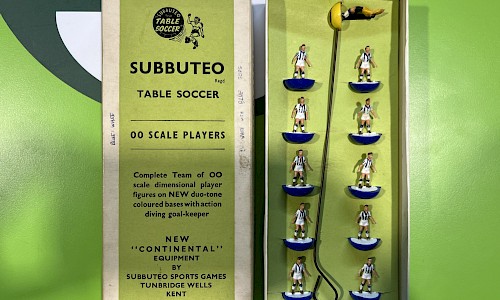 SUBBUTEO
TABLE
SOCCER
SUBBUTEO
Regd
TABLE SOCCER
OO SCALE PLAYERS
Complete Team of OO
scale dimensional player
figures on NEW duo-tone
coloured bases with action
diving goal-keeper
NEW
"CONTINENTAL"
EQUIPMENT
BY
SUBBUTEO SPORTS GAMES
TUNBRIDGE WELLS
KENT